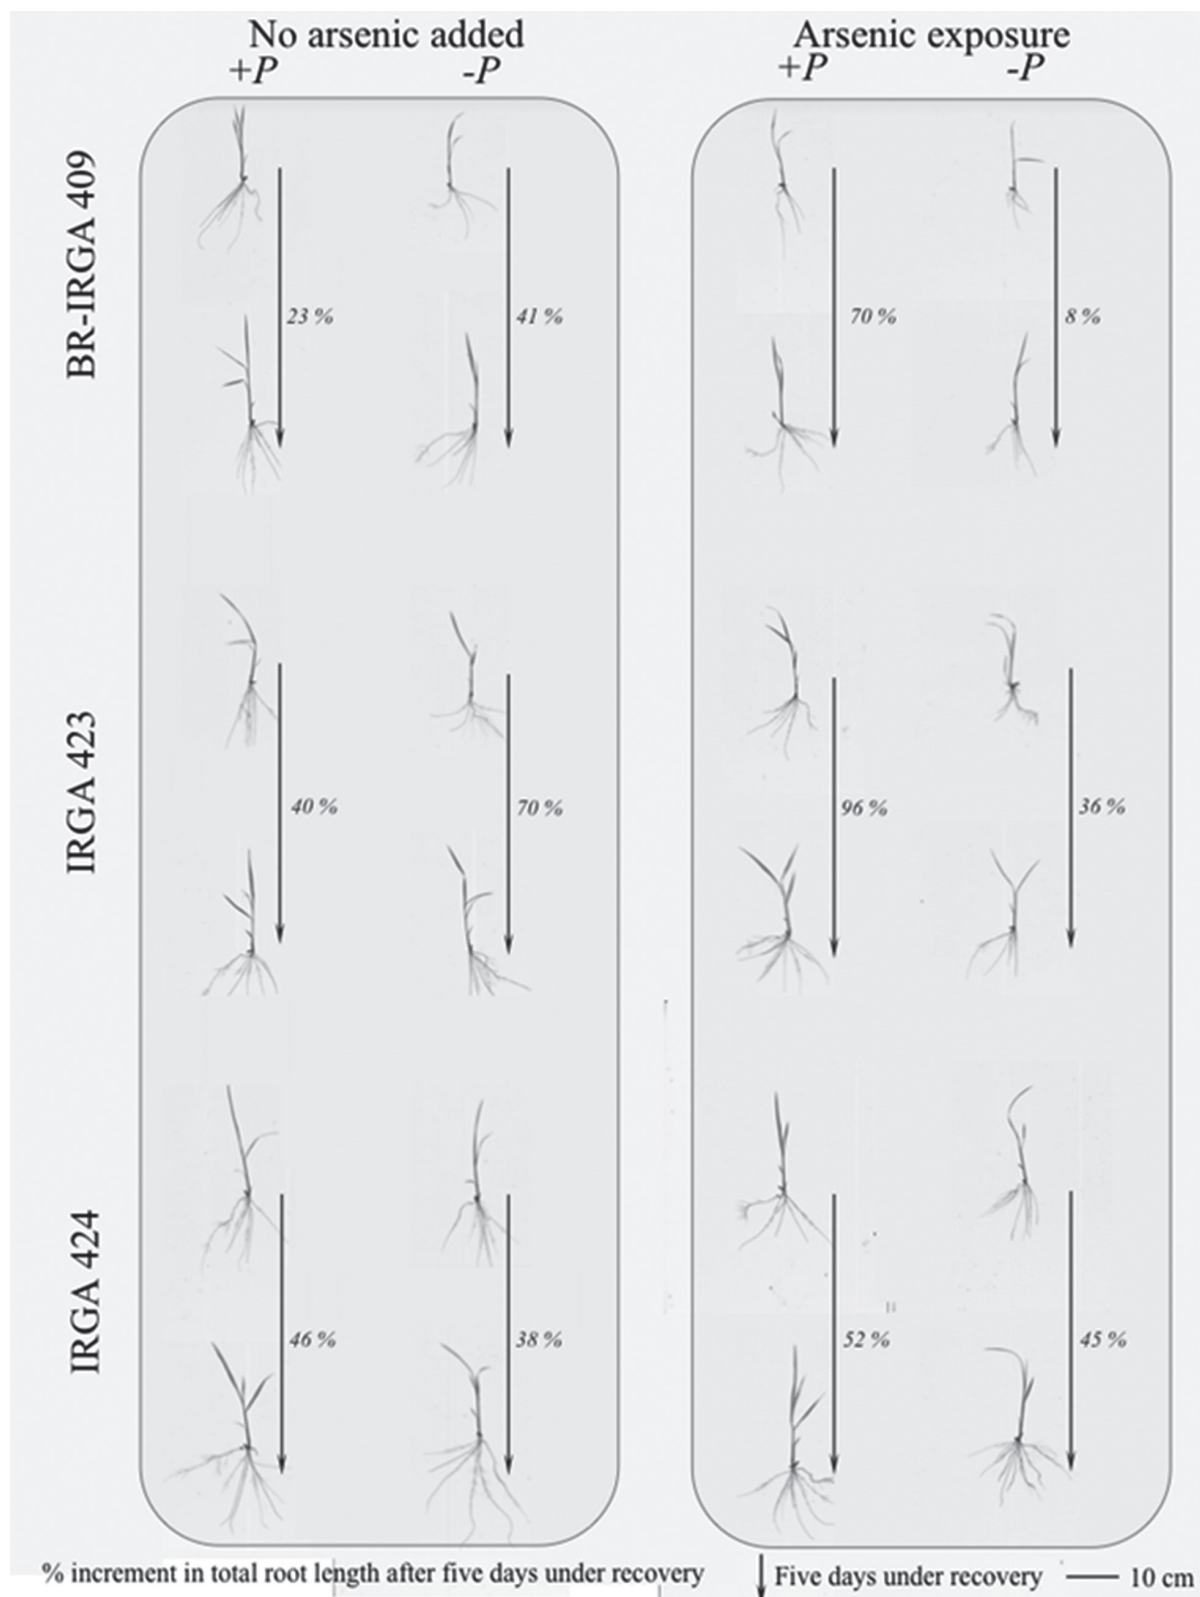 No arsenic added Arsenic exposure
+P -P +P -P
BR-IRGA 409
23 % 41 % 70 % 8 %
IRGA 423
40 % 70 % 96 % 36 %
IRGA 424
46 % 38 % 52 % 45 %
% increment in total root length after five days under recovery Five days under recovery 10 cm